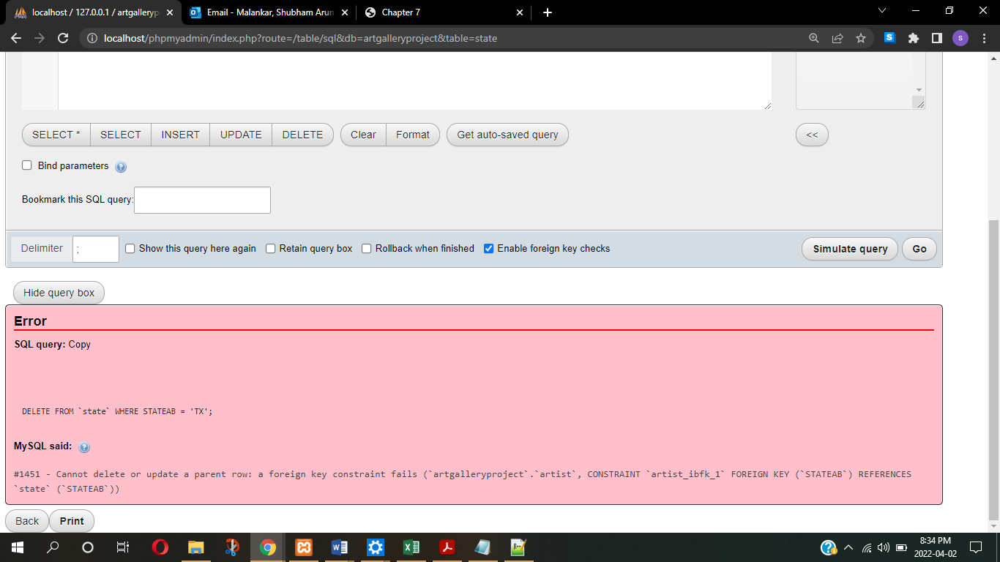 localhost / 127.0.0.1 / artgalleryp
Email - Malankar, Shubham Arun
Chapter 7
localhost/phpmyadmin/index.php?route=/table/sql&db=artgalleryproject&table=state
S
s
SELECT *
SELECT
INSERT
UPDATE
DELETE
Clear
Format
Get auto-saved query
<<
Bind parameters
Bookmark this SQL query:
Delimiter
;
Show this query here again
Retain query box
Rollback when finished
Enable foreign key checks
Simulate query
Go
Hide query box
Error
SQL query: Copy
DELETE FROM `state` WHERE STATEAB = 'TX';
MySQL said:
#1451 - Cannot delete or update a parent row: a foreign key constraint fails (`artgalleryproject`.`artist`, CONSTRAINT `artist_ibfk_1` FOREIGN KEY (`STATEAB`) REFERENCES
`state` (`STATEAB`))
Back
Print
8:34 PM
2022-04-02